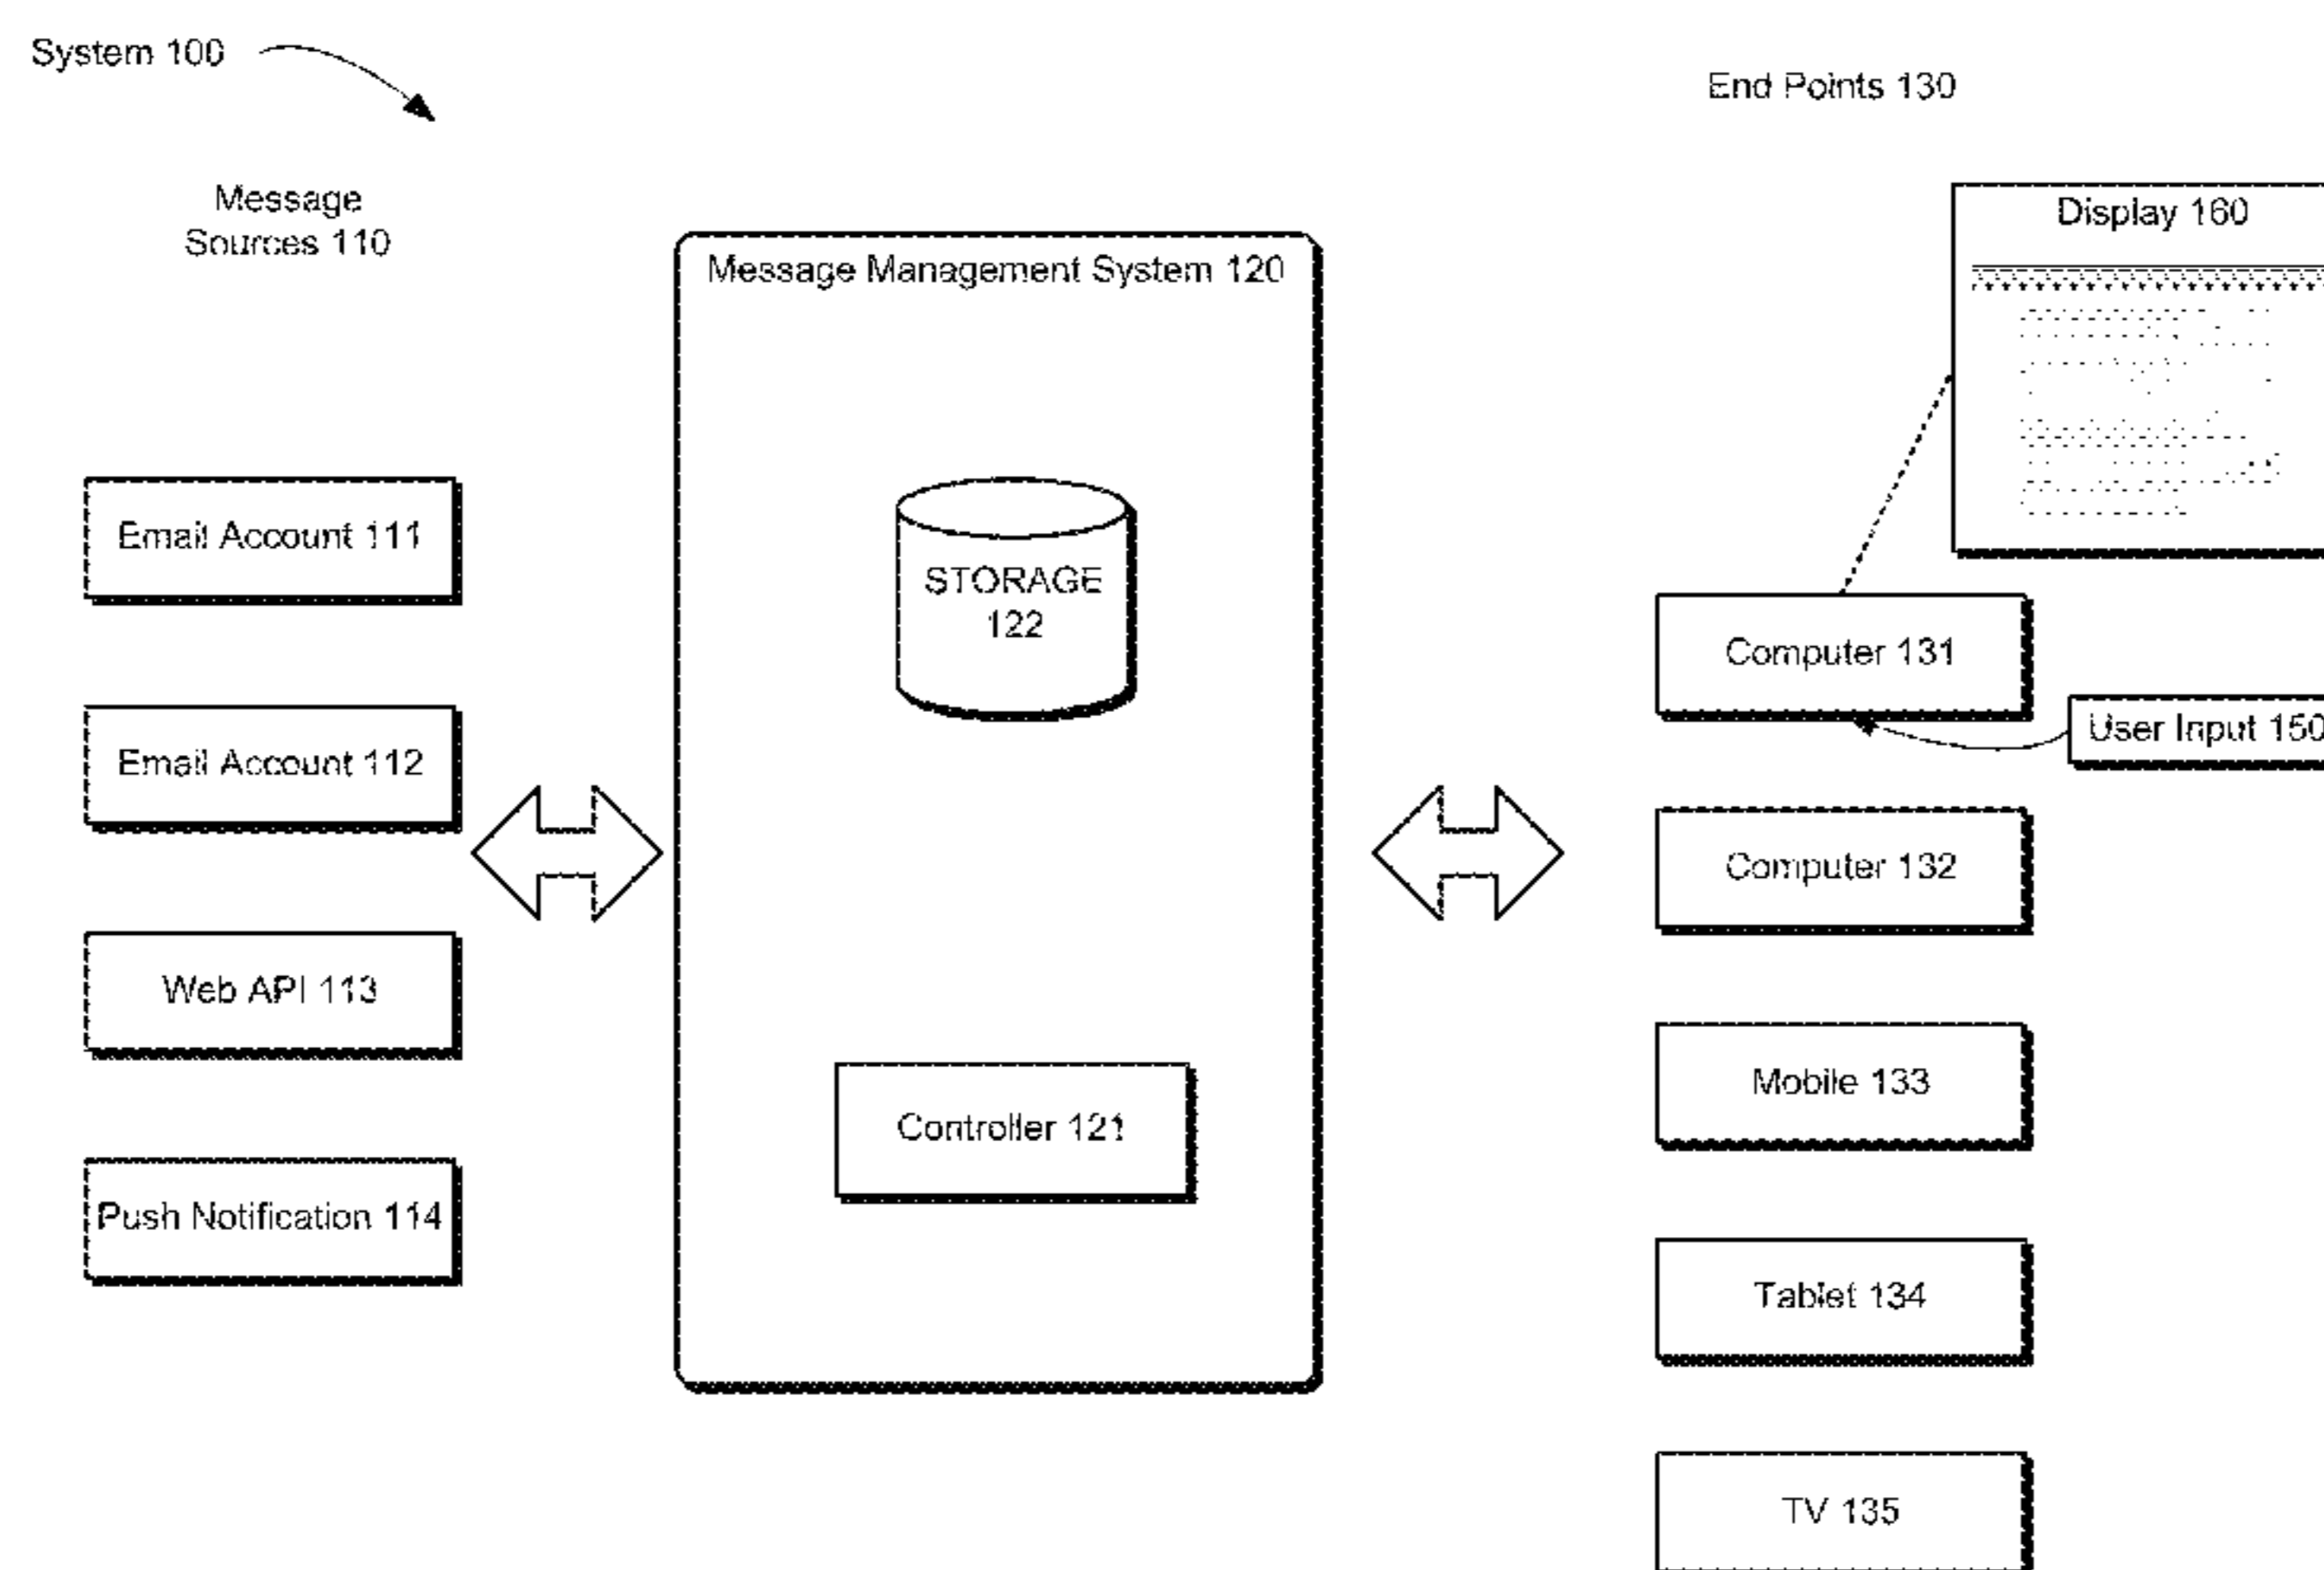 System 100
End Points 130
Message
Sources 110
Display 160
Message Management System 120
Email Account 111
STORAGE
122
Computer 131
User Input 150
Email Account 112
Computer 132
Web API 113
Mobile 133
Controller 121
Push Notification 114
Tablet 134
TV 135